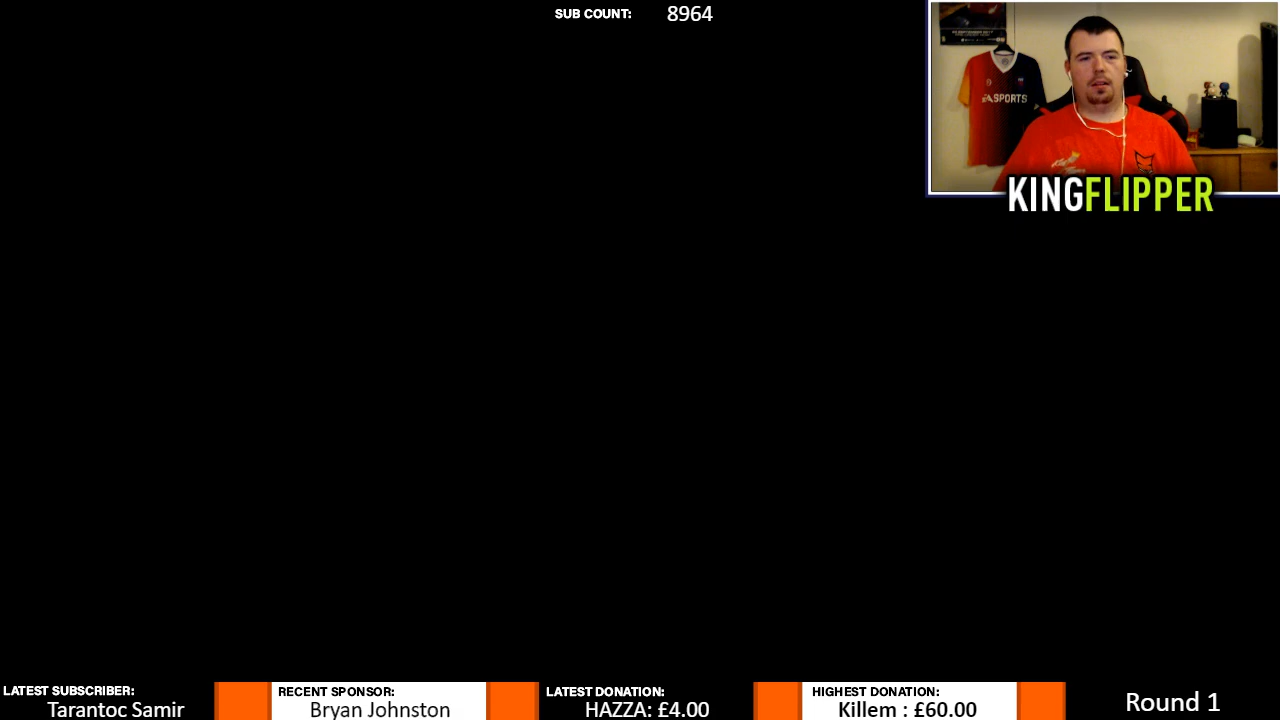 SUB COUNT: 8964
SPORTS
KINGFLIPPER
LATEST SUBSCRIBER:
Tarantoc Samir
RECENT SPONSOR:
Bryan Johnston
LATEST DONATION:
HAZZA: £4.00
HIGHEST DONATION:
Killem : £60.00
Round 1